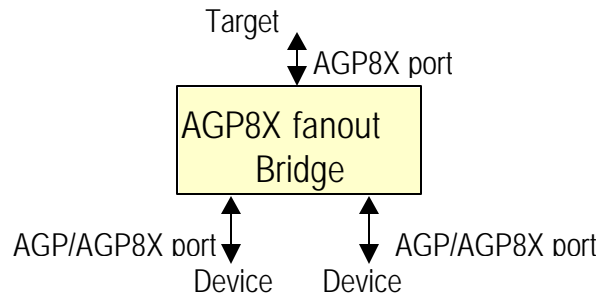 Target
AGP8X port
AGP8X fanout
Bridge
AGP/AGP8X port
AGP/AGP8X port
Device
Device